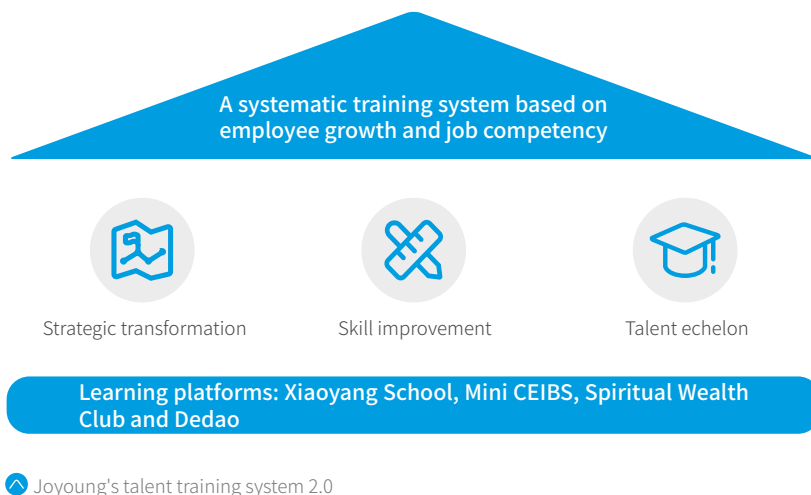 A systematic training system based on
employee growth and job competency
Strategic transformation
Skill improvement
Talent echelon
Learning platforms: Xiaoyang School, Mini CEIBS, Spiritual Wealth
Club and Dedao
Joyoung's talent training system 2.0